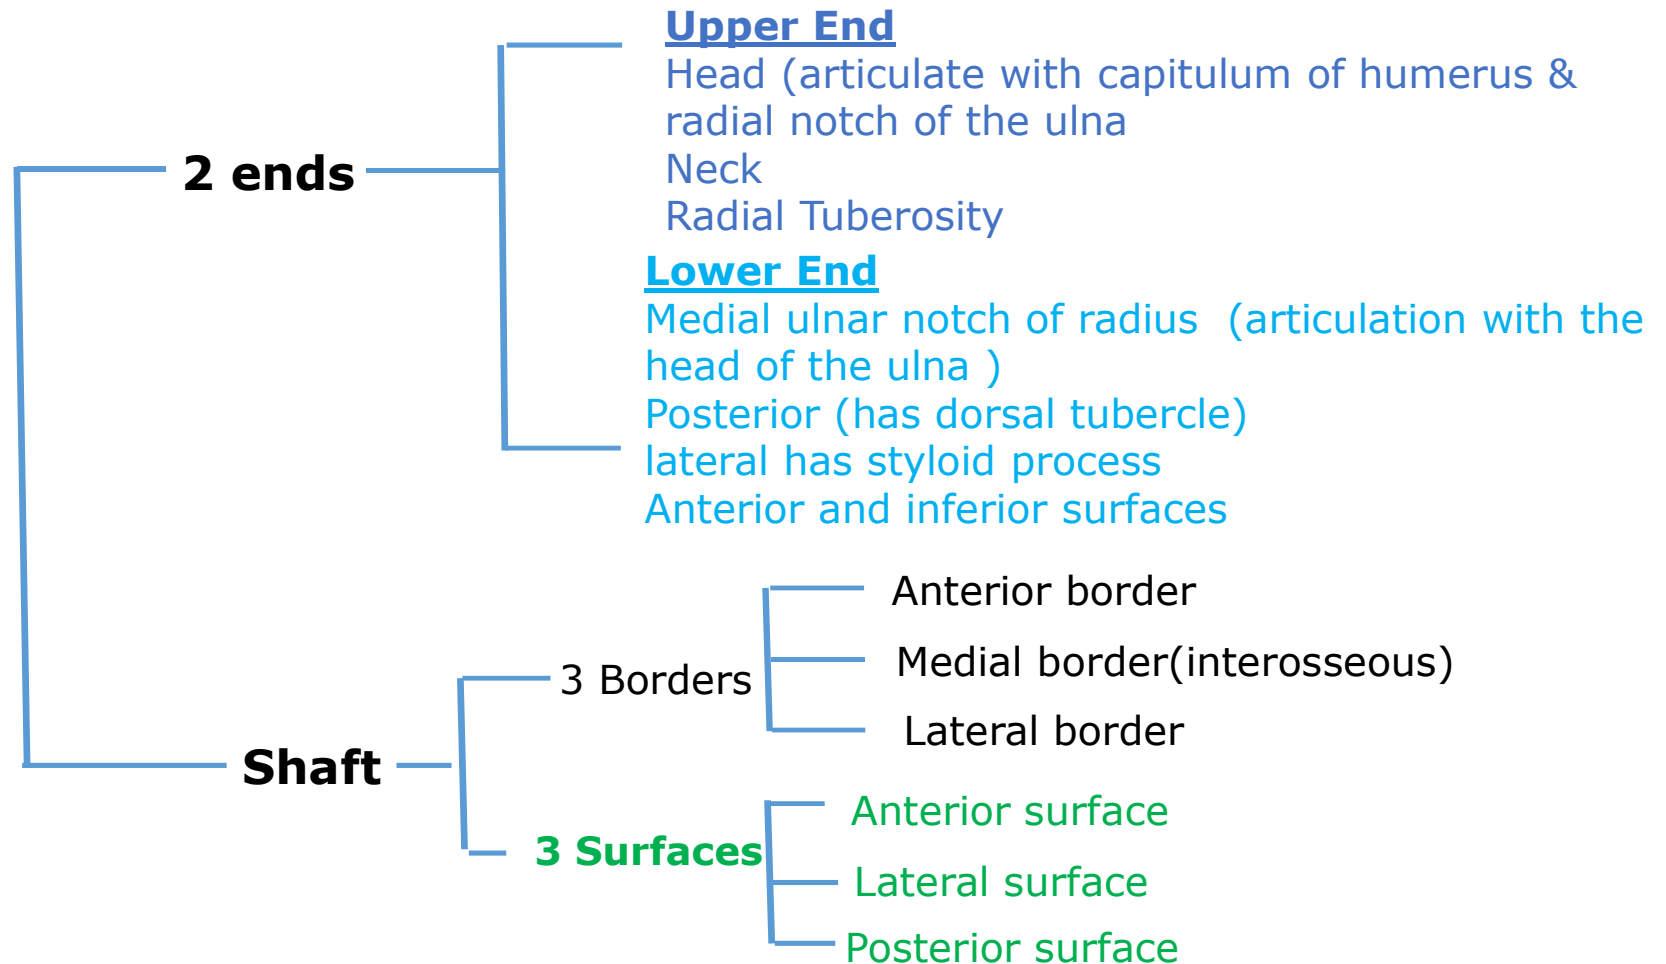 Upper End
Head (articulate with capitulum of humerus &
radial notch of the ulna
Neck
Radial Tuberosity
2 ends
Lower End
Medial ulnar notch of radius  (articulation with the
head of the ulna )
Posterior (has dorsal tubercle)
lateral has styloid process
Anterior and inferior surfaces
Anterior border
3 Borders
Medial border(interosseous)
Lateral border
Shaft
3 Surfaces
Anterior surface
Lateral surface
Posterior surface